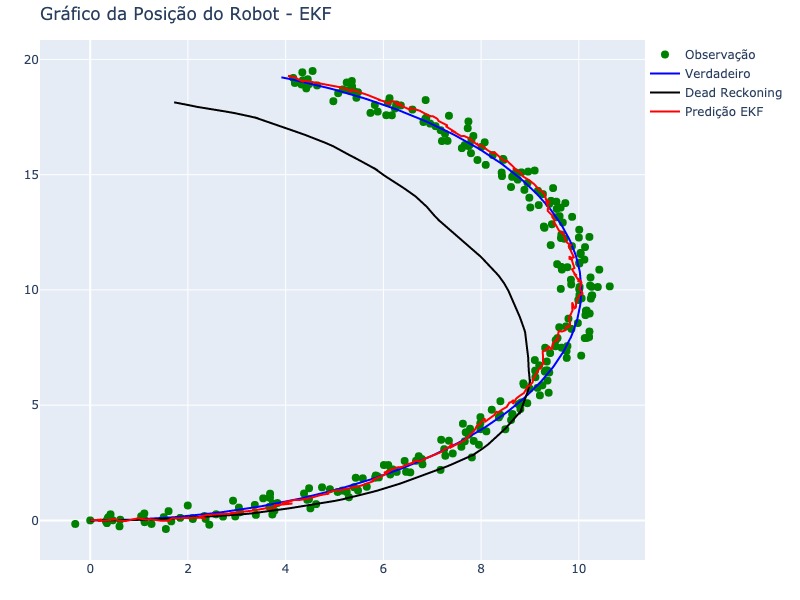 Gráfico da Posição do Robot - EKF
Observação
Verdadeiro
Dead Reckoning
Predição EKF
20
15
10
5
0
0 2 4 6 8 10